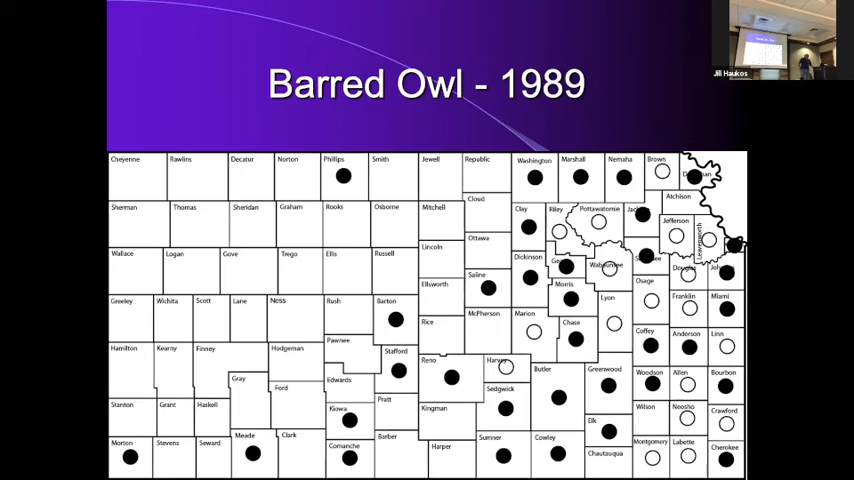 Barred Owl - 1989
Jill Haukos
Cheyenne Rawlins Decatur Norton Phillips Smith Jewell Republic Washington Marshall Nemaha Brown
Atchison
Cloud
Sherman Thomas Sheridan Graham Rooks Osborne Mitchell Clay Riley Pottawatomie
Jefferson
Leavenworth
Ottawa
Wallace Logan Gove Trego Ellis Russell Lincoln Dickinson
Saline
Osage
Ellsworth Morris
Greeley Wichita Scott Lane Ness Rush Barton Lyon Franklin Miami
McPherson Marion
Rice Chase
Coffey Anderson Linn
Hamilton Kearny Finney Hodgeman Pawnee
Stafford
Reno Harvey
Butler Greenwood Woodson Allen Bourbon
Gray Ford Edwards
Sedgwick
Stanton Grant Haskell Kiowa Pratt Kingman Wilson Neosho Crawford
Elk
Morton Stevens Seward Meade Clark Comanche Barber Harper Sumner Cowley Chautauqua Montgomery Labette Cherokee